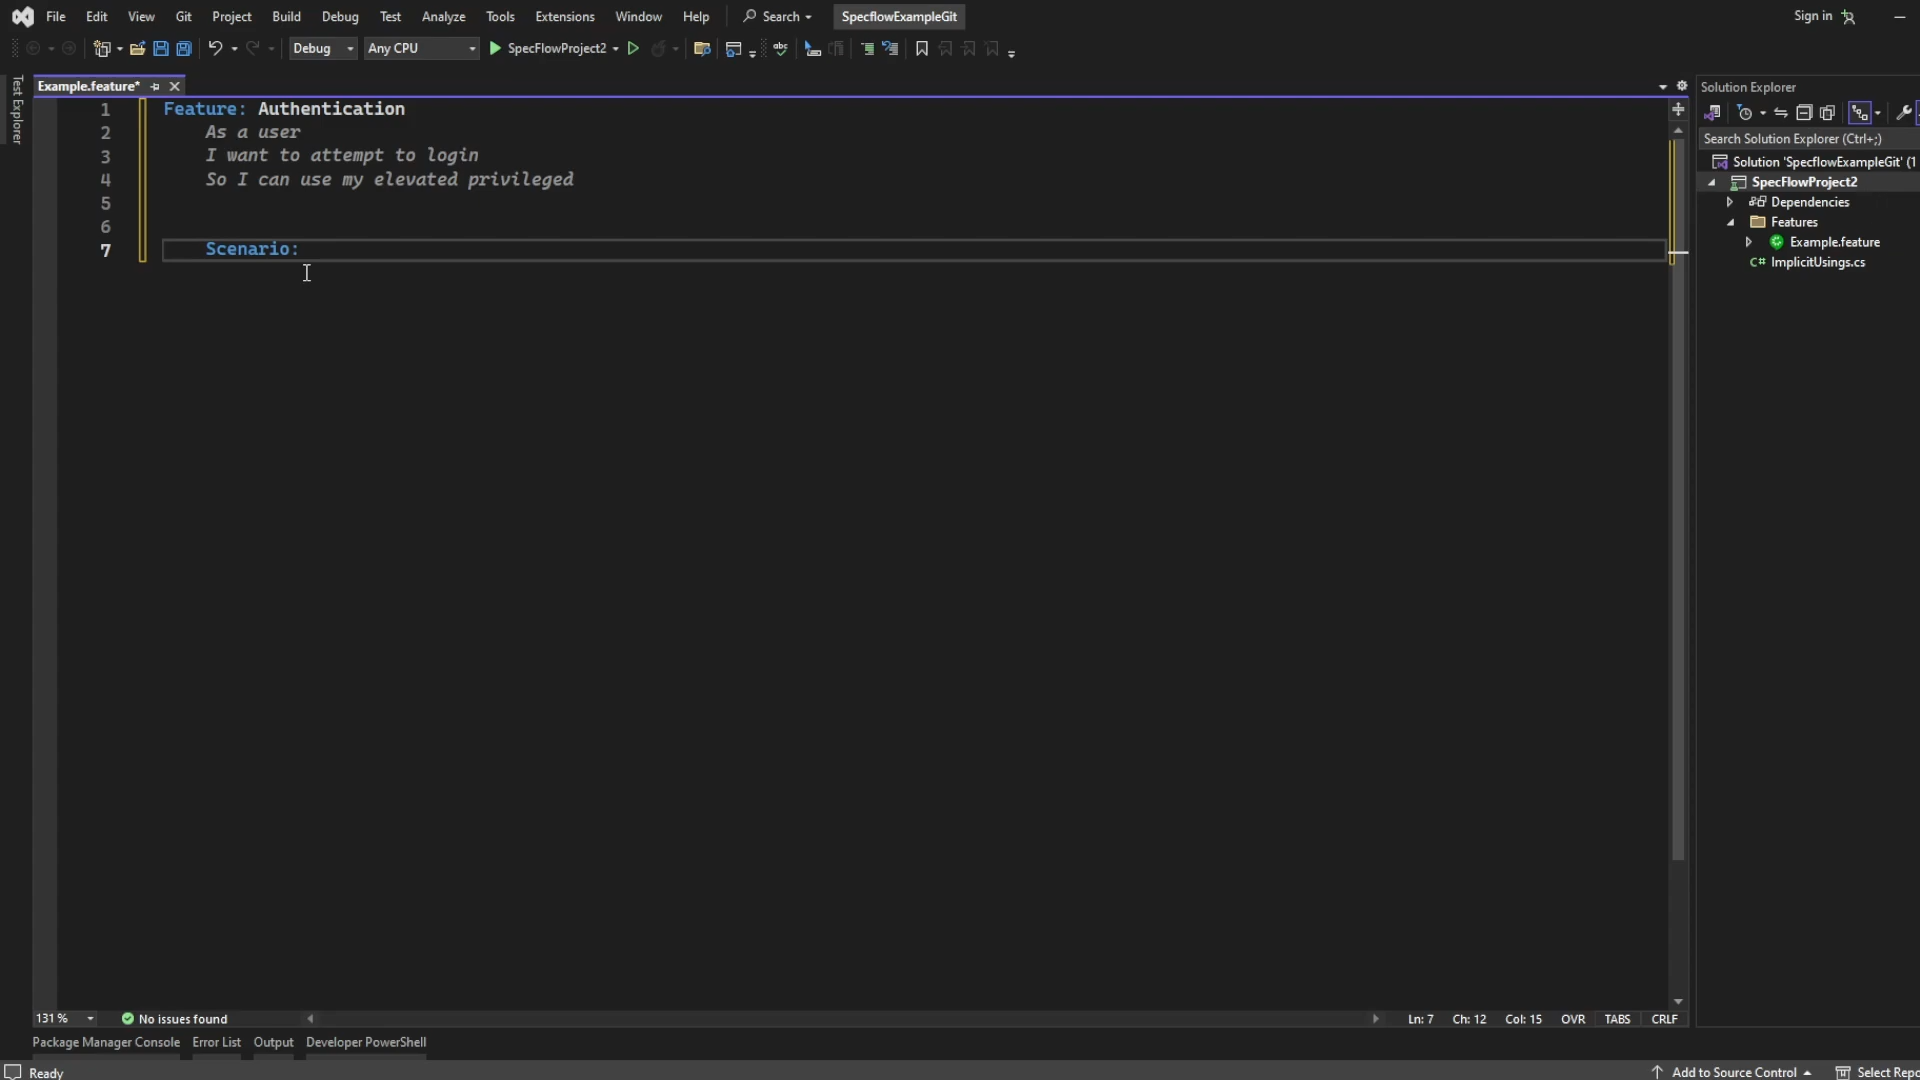 File Edit View Git Project Build Debug Test Analyze Tools Extensions Window Help Search SpecflowExampleGit Sign in
Debug Any CPU SpecFlowProject2 abc
Test Explorer
Example.feature*
1 Feature: Authentication
2 As a user
3 I want to attempt to login
4 So I can use my elevated privileged
5
6
7 Scenario:
Solution Explorer
Search Solution Explorer (Ctrl+;)
Solution 'SpecflowExampleGit' (1
SpecFlowProject2
Dependencies
Features
Example.feature
C# ImplicitUsings.cs
131 % No issues found Ln: 7 Ch: 12 Col: 15 OVR TABS CRLF
Package Manager Console Error List Output Developer PowerShell
Ready Add to Source Control Select Repo